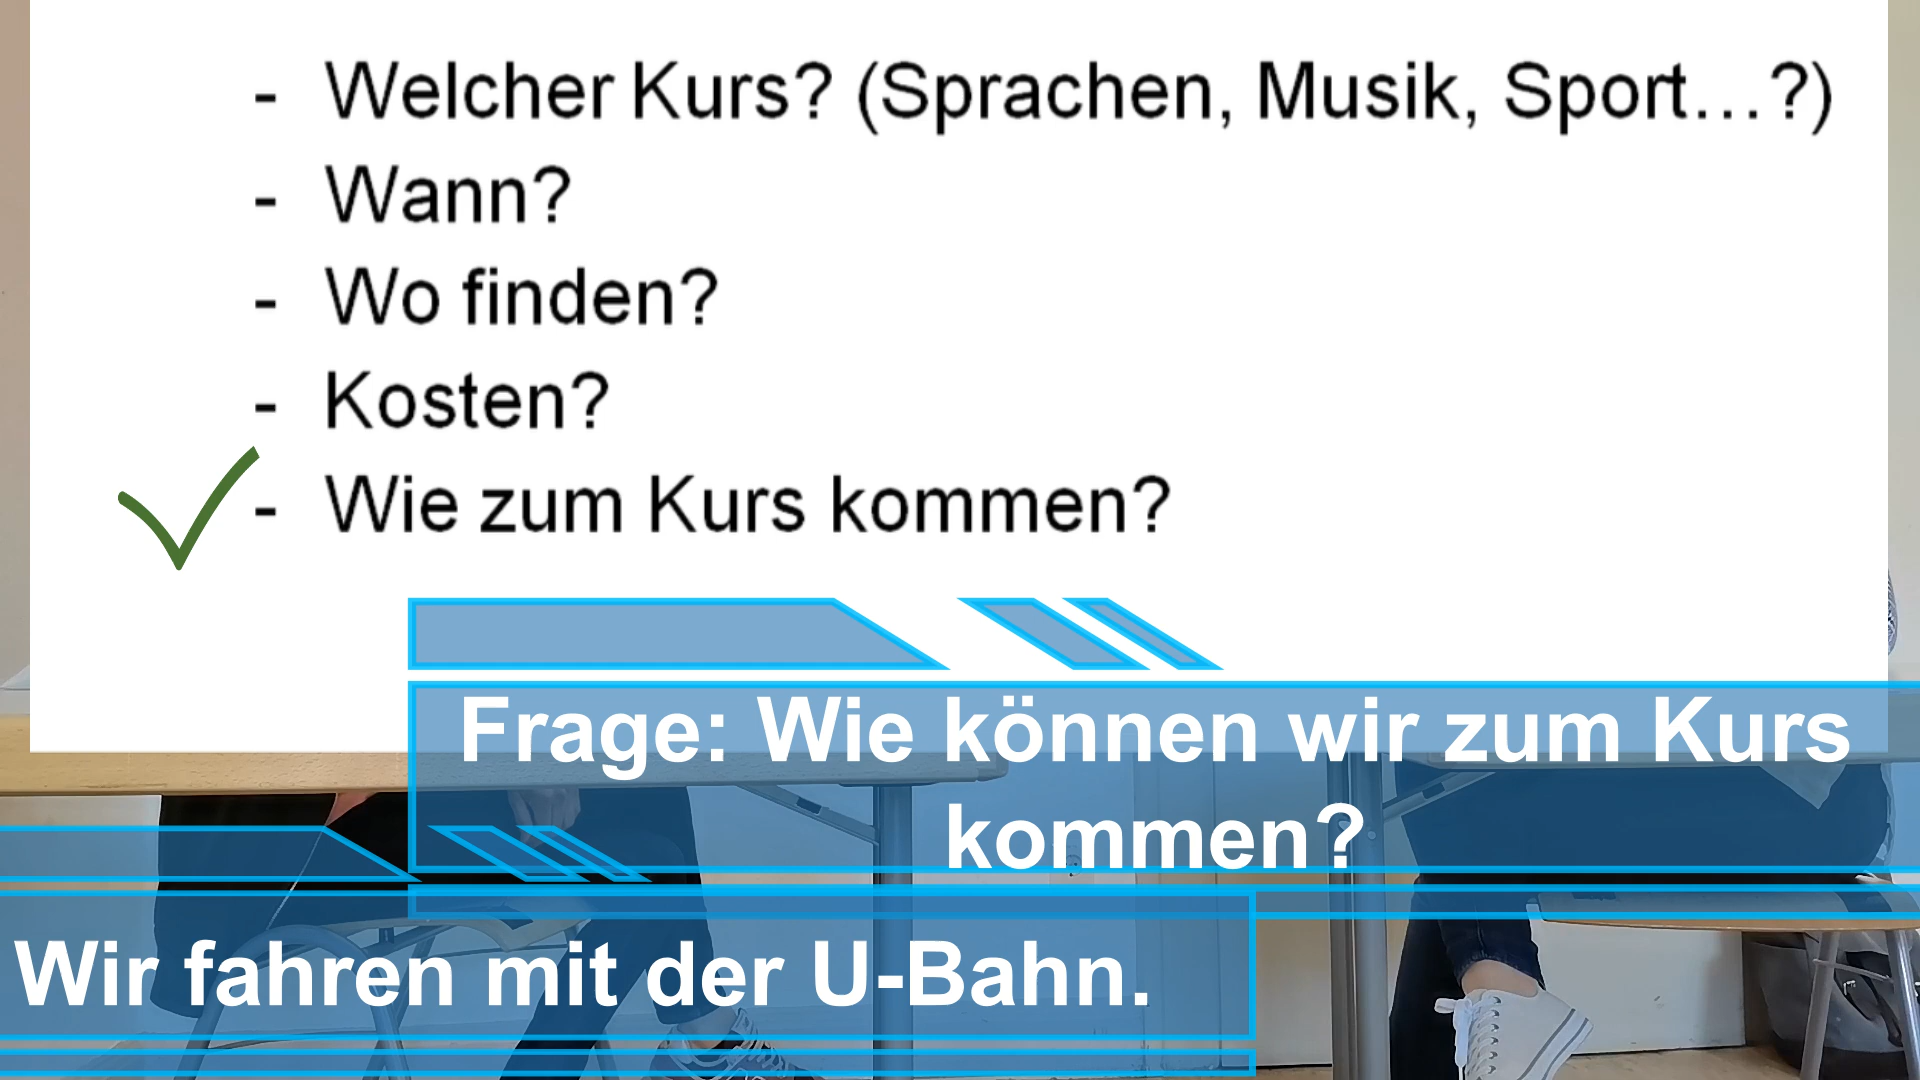 - Welcher Kurs? (Sprachen, Musik, Sport...?)
- Wann?
- Wo finden?
- Kosten?
- Wie zum Kurs kommen?
Frage: Wie können wir zum Kurs
kommen?
Wir fahren mit der U-Bahn.